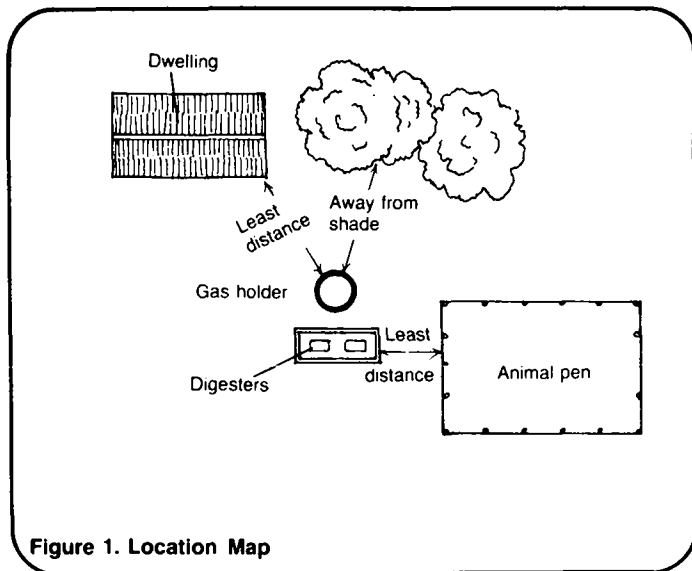 Dwelling
Least
distance
Away from
shade
Gas holder
Least
distance
Digesters
Animal pen
Figure 1. Location Map